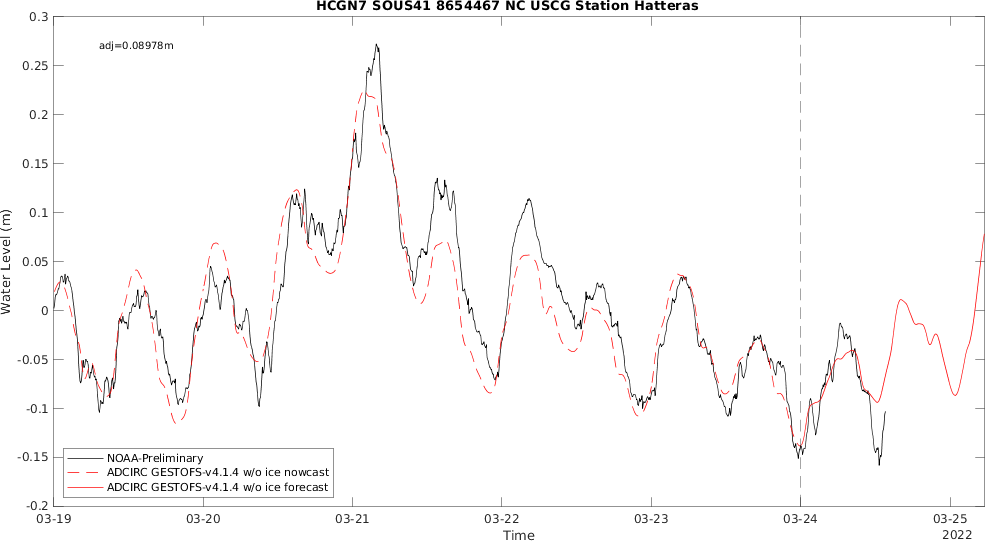 HCGN7 SOUS41 8654467 NC USCG Station Hatteras
adj=0.08978m
0.3
0.25
0.2
0.15
0.1
0.05
0
-0.05
-0.1
-0.15
-0.2
Water Level (m)
NOAA-Preliminary
ADCIRC GESTOFS-v4.1.4 w/o ice nowcast
ADCIRC GESTOFS-v4.1.4 w/o ice forecast
03-19 03-20 03-21 03-22 03-23 03-24 03-25
Time
2022